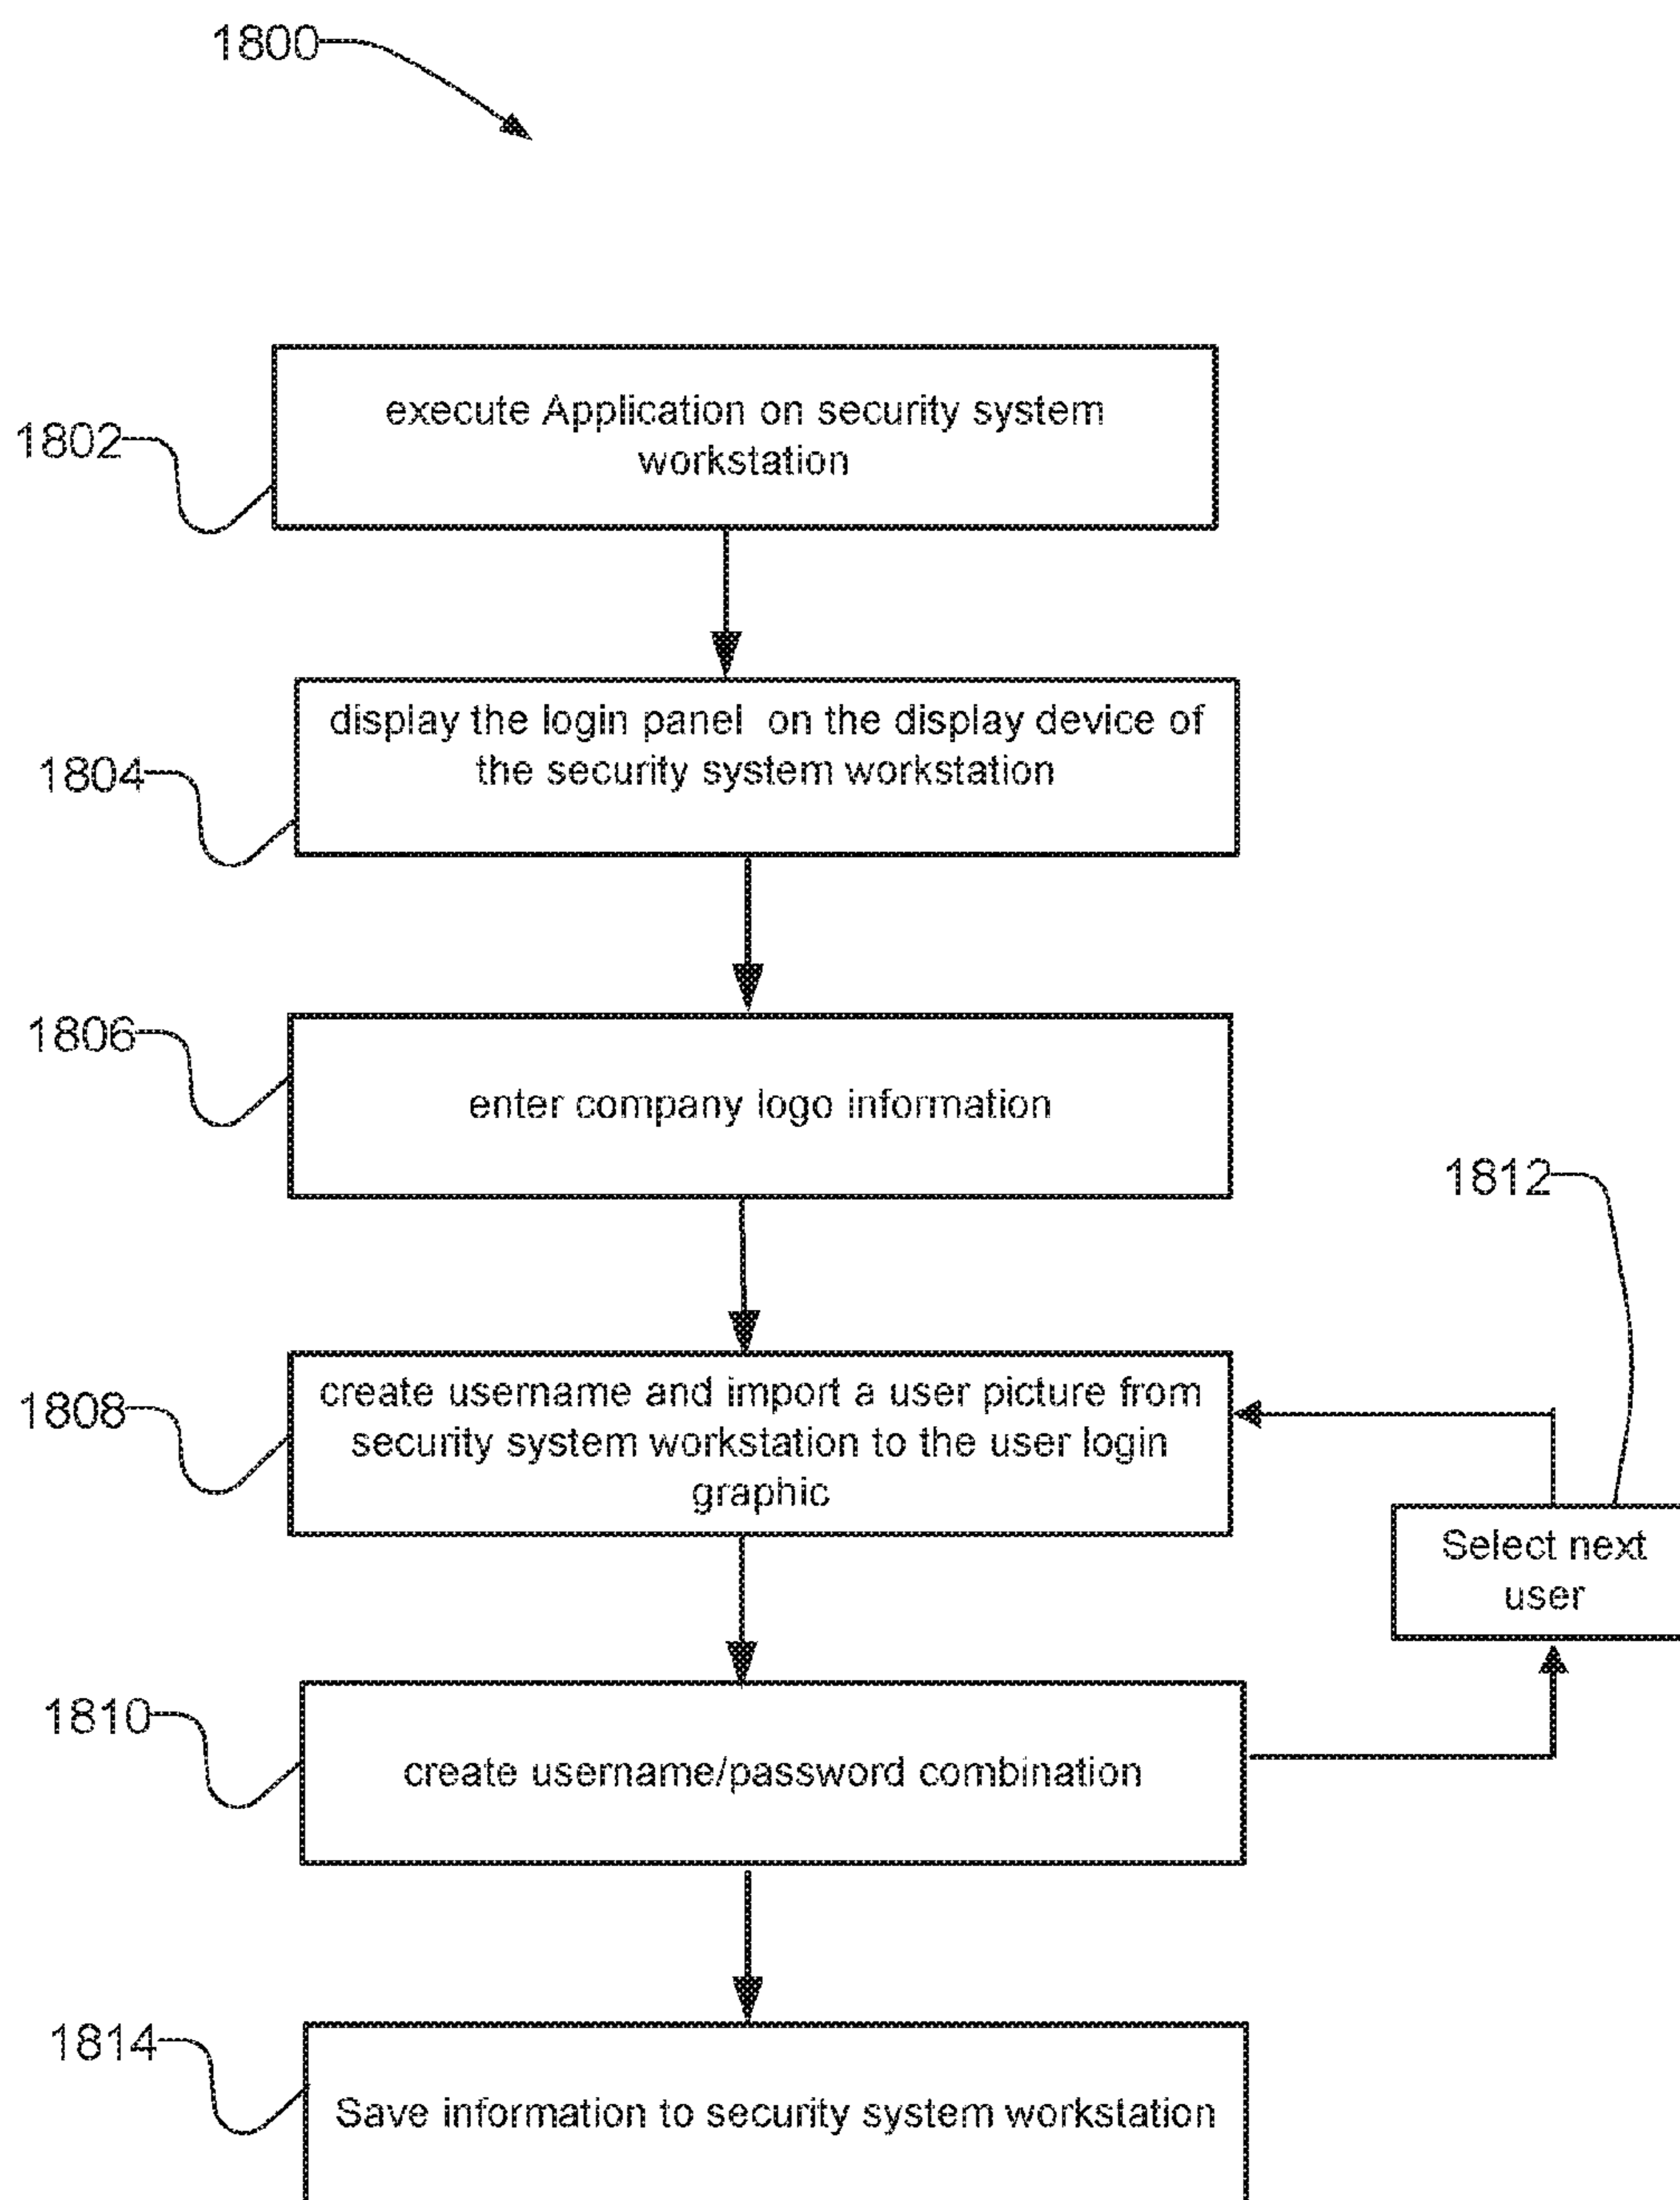 1800
1802
execute Application on security system
workstation
1804
display the login panel on the display device of
the security system workstation
1806
enter company logo information
1812
1808
create username and import a user picture from
security system workstation to the user login
graphic
Select next
user
1810
create username/password combination
1814
Save information to security system workstation